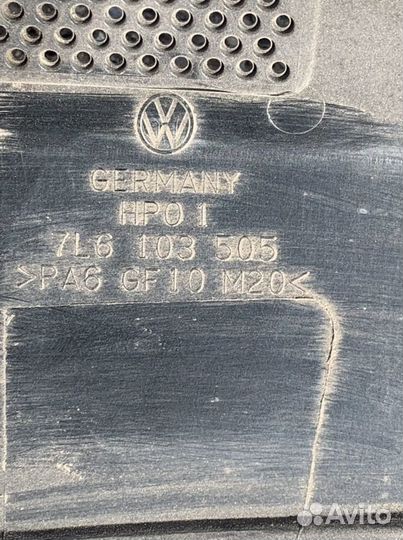 GERMANY
HPO 1
7L6 103 505
>PA6 GF10 M20<
Avito